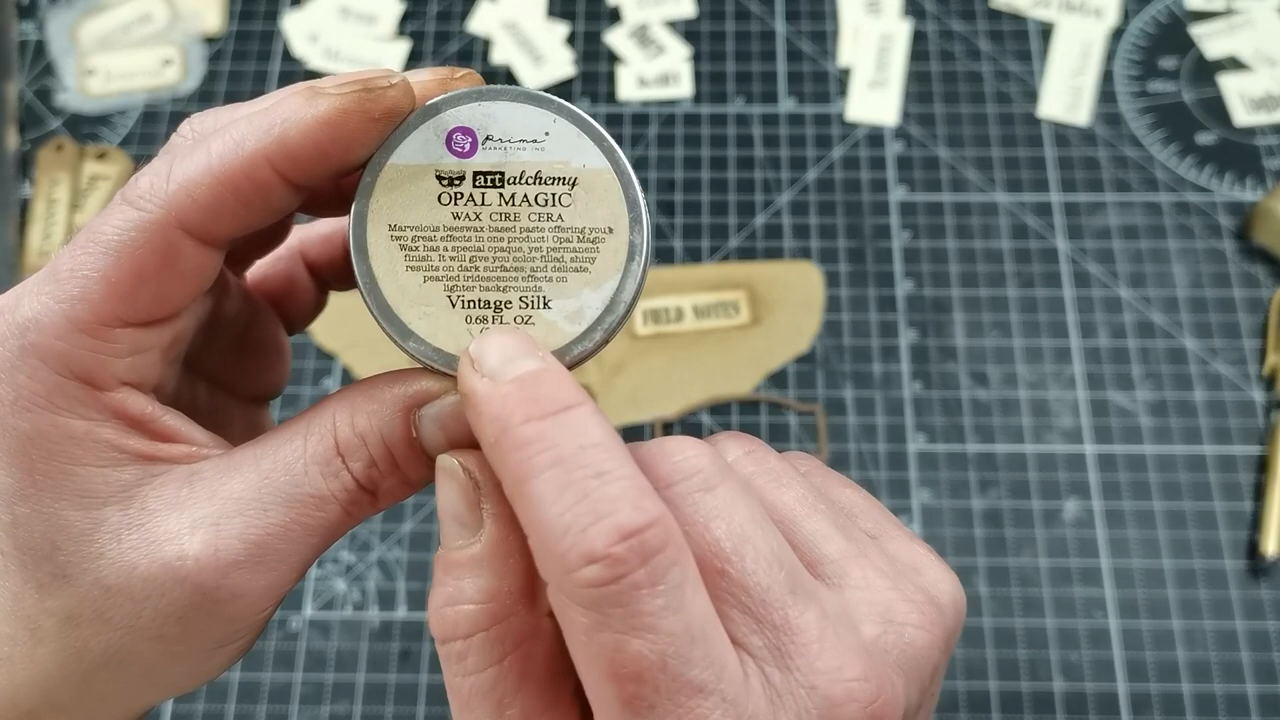 Prima
MARKETING INC
art alchemy
OPAL MAGIC
WAX CIRE CERA
Marvelous beeswax-based paste offering you
two great effects in one product! Opal Magic
Wax has a special opaque, yet permanent
finish. It will give you color-filled, shiny
results on dark surfaces; and delicate,
pearled iridescence effects on
lighter backgrounds.
Vintage Silk
0.68 FL. OZ.
FIELD NOTES